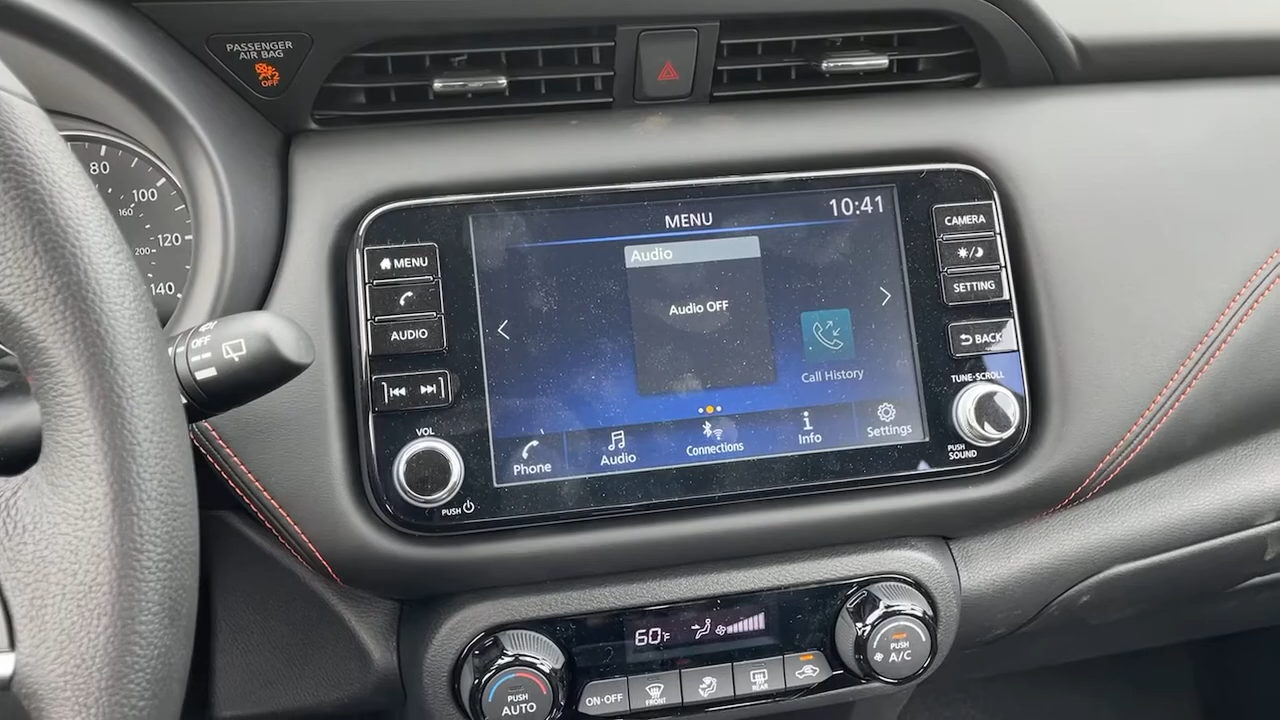 PASSENGER
AIR BAG
2
OFF
80
100
160
120
200
140
OFF
MENU
10:41
Audio
Audio OFF
Call History
Phone
Audio
Connections
Info
Settings
MENU
AUDIO
VOL
PUSH
CAMERA
SETTING
BACK
TUNE·SCROLL
PUSH
SOUND
60°F
PUSH
AUTO
ON·OFF
FRONT
REAR
PUSH
A/C